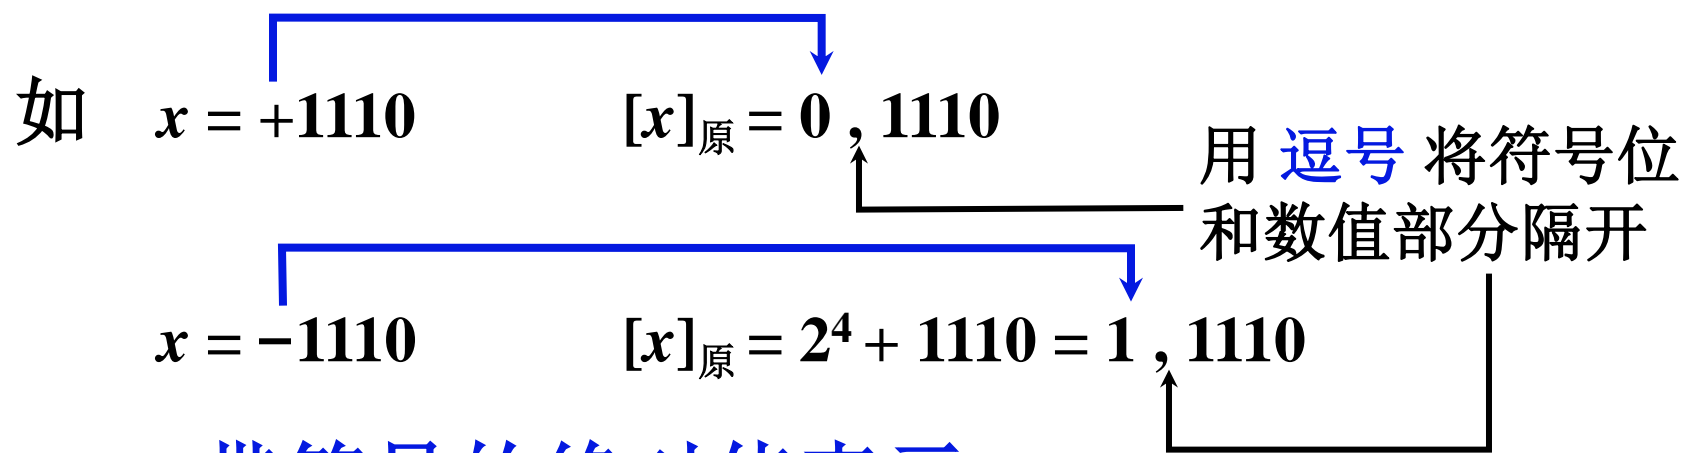 如 x = +1110 [x]原 = 0 , 1110
用 逗号 将符号位
和数值部分隔开
x = −1110 [x]原 = 2⁴ + 1110 = 1 , 1110